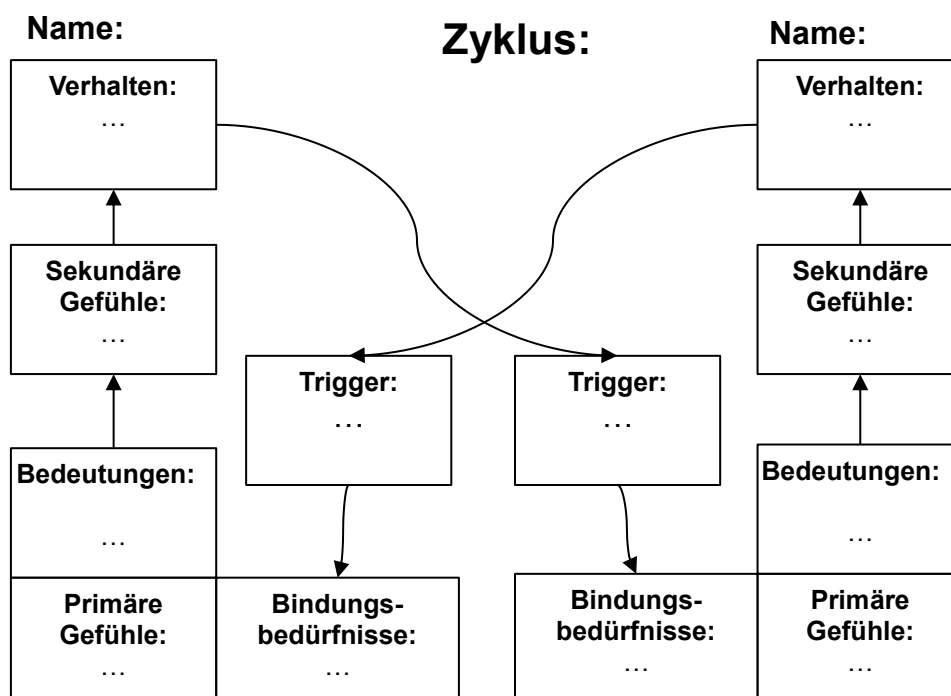 Name:
Zyklus:
Name:
Verhalten:
...
Verhalten:
...
Sekundäre
Gefühle:
...
Sekundäre
Gefühle:
...
Trigger:
...
Trigger:
...
Bedeutungen:
...
Bedeutungen:
...
Primäre
Gefühle:
...
Bindungs-
bedürfnisse:
...
Bindungs-
bedürfnisse:
...
Primäre
Gefühle:
...